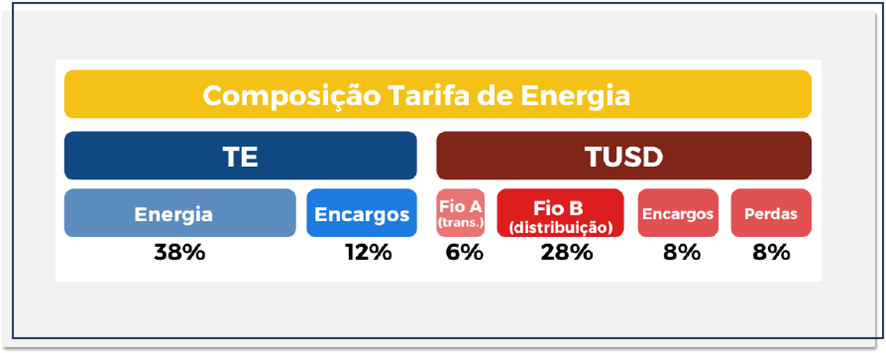 Composição Tarifa de Energia
TE
TUSD
Energia
Encargos
Fio A
(trans.)
Fio B
(distribuição)
Encargos
Perdas
38%
12%
6%
28%
8%
8%